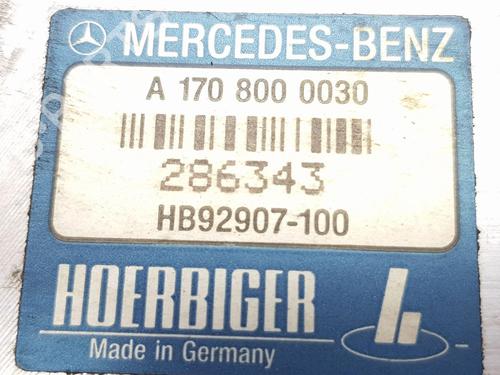 MERCEDES-BENZ
A 170 800 0030
286343
HB92907-100
HOERBIGER
Made in Germany